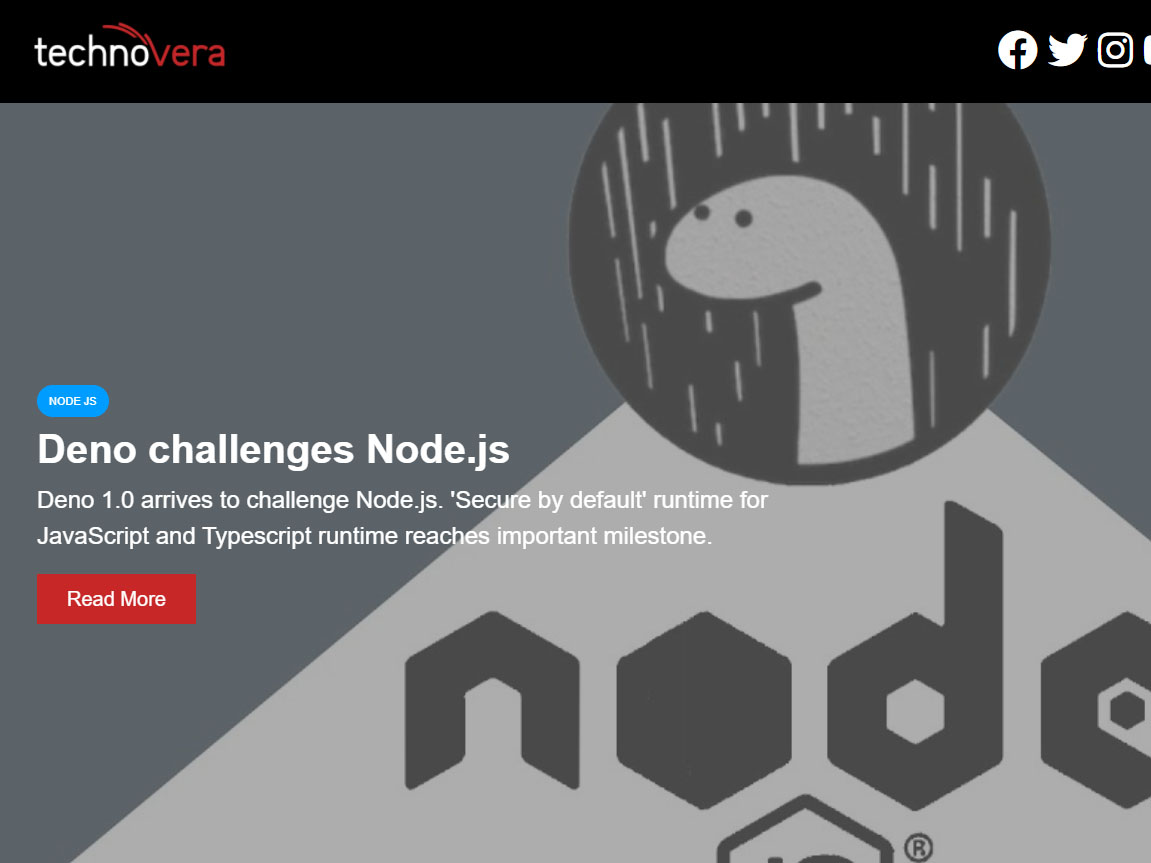 technovera
NODE JS
Deno challenges Node.js
Deno 1.0 arrives to challenge Node.js. 'Secure by default' runtime for
JavaScript and Typescript runtime reaches important milestone.
Read More
node
®